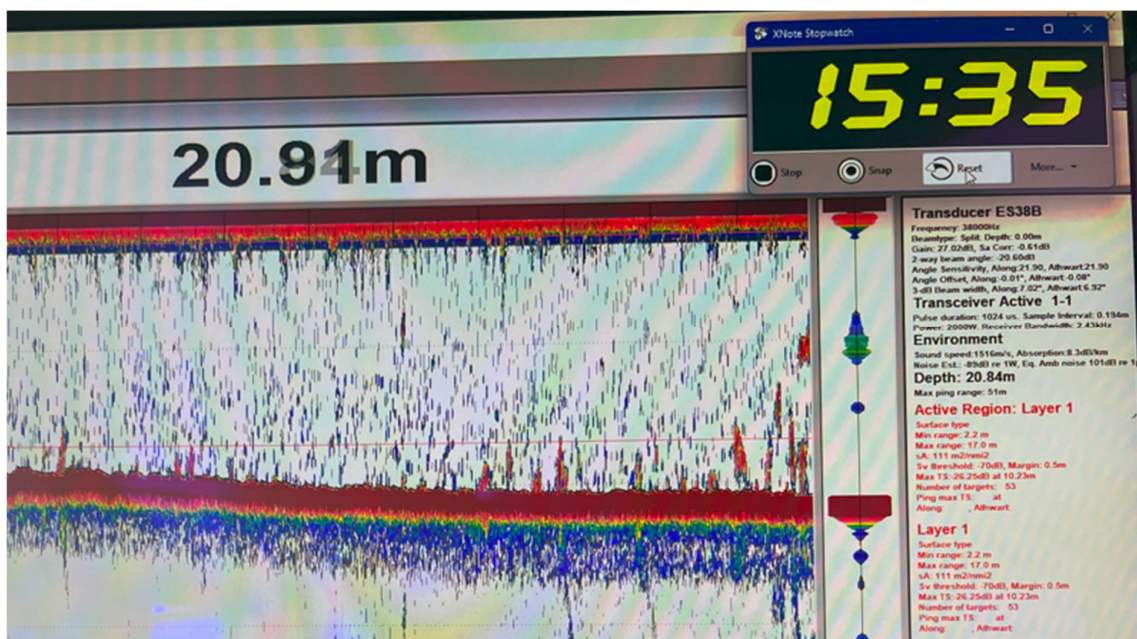 XNote Stopwatch
15:35
Stop
Snap
Reset
More...
Transducer ES38B
Frequency: 38000Hz
Beamtype: Split, Depth: 0.00m
Gain: 27.02dB, Sa Corr: -0.61dB
2-way beam angle: -20.60dB
Angle Sensitivity, Along:21.90, Athwart:21.90
Angle Offset, Along:-0.01°, Athwart:-0.08°
3-dB Beam width, Along:7.02°, Athwart:6.92°
Transceiver Active 1-1
Pulse duration: 1024 us. Sample Interval: 0.194m
Power: 2000W. Receiver Bandwidth: 2.43kHz
Environment
Sound speed:1516m/s, Absorption:8.3dB/km
Noise Est.: -89dB re 1W, Eq. Amb noise 101dB re
Depth: 20.84m
Max ping range: 51m
Active Region: Layer 1
Surface type
Min range: 2.2 m
Max range: 17.0 m
sA: 111 m2/nmi2
Sv threshold: -70dB, Margin: 0.5m
Max TS:-26.25dB at 10.23m
Number of targets: 53
Ping max TS: at
Along: , Athwart:
Layer 1
Surface type
Min range: 2.2 m
Max range: 17.0 m
sA: 111 m2/nmi2
Sv threshold: -70dB, Margin: 0.5m
Max TS:-26.25dB at 10.23m
Number of targets: 53
Ping max TS: at
Along: , Athwart: